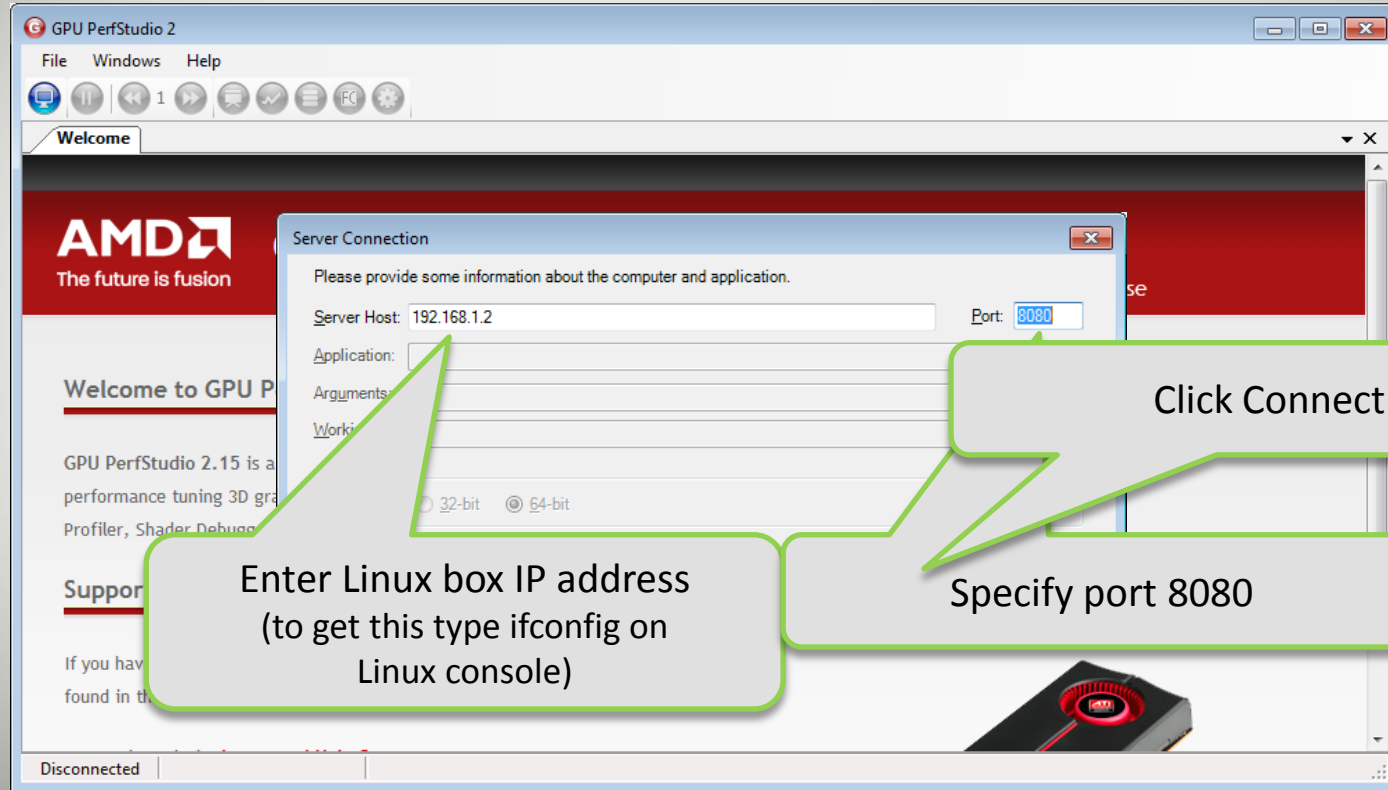 GPU PerfStudio 2
File Windows Help
1 FC
Welcome
AMD
The future is fusion
se
Server Connection
Please provide some information about the computer and application.
Server Host: 192.168.1.2 Port: 8080
Application:
Arguments:
Welcome to GPU P
GPU PerfStudio 2.15 is a
performance tuning 3D gra
32-bit 64-bit
Profiler, Shader Debugg
Click Connect
Enter Linux box IP address
(to get this type ifconfig on
Linux console)
Specify port 8080
Suppor
If you hav
found in th
Disconnected